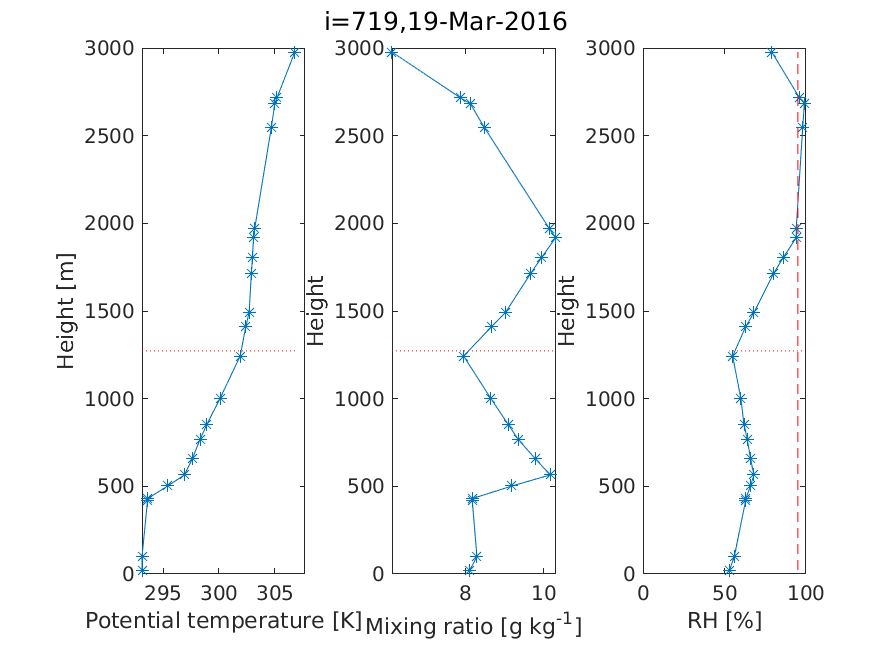 i=719,19-Mar-2016
3000
2500
2000
1500
1000
500
0
Height [m]
295 300 305
Potential temperature [K]
3000
2500
2000
1500
1000
500
0
Height
8 10
Mixing ratio [g kg-1]
3000
2500
2000
1500
1000
500
0
Height
0 50 100
RH [%]